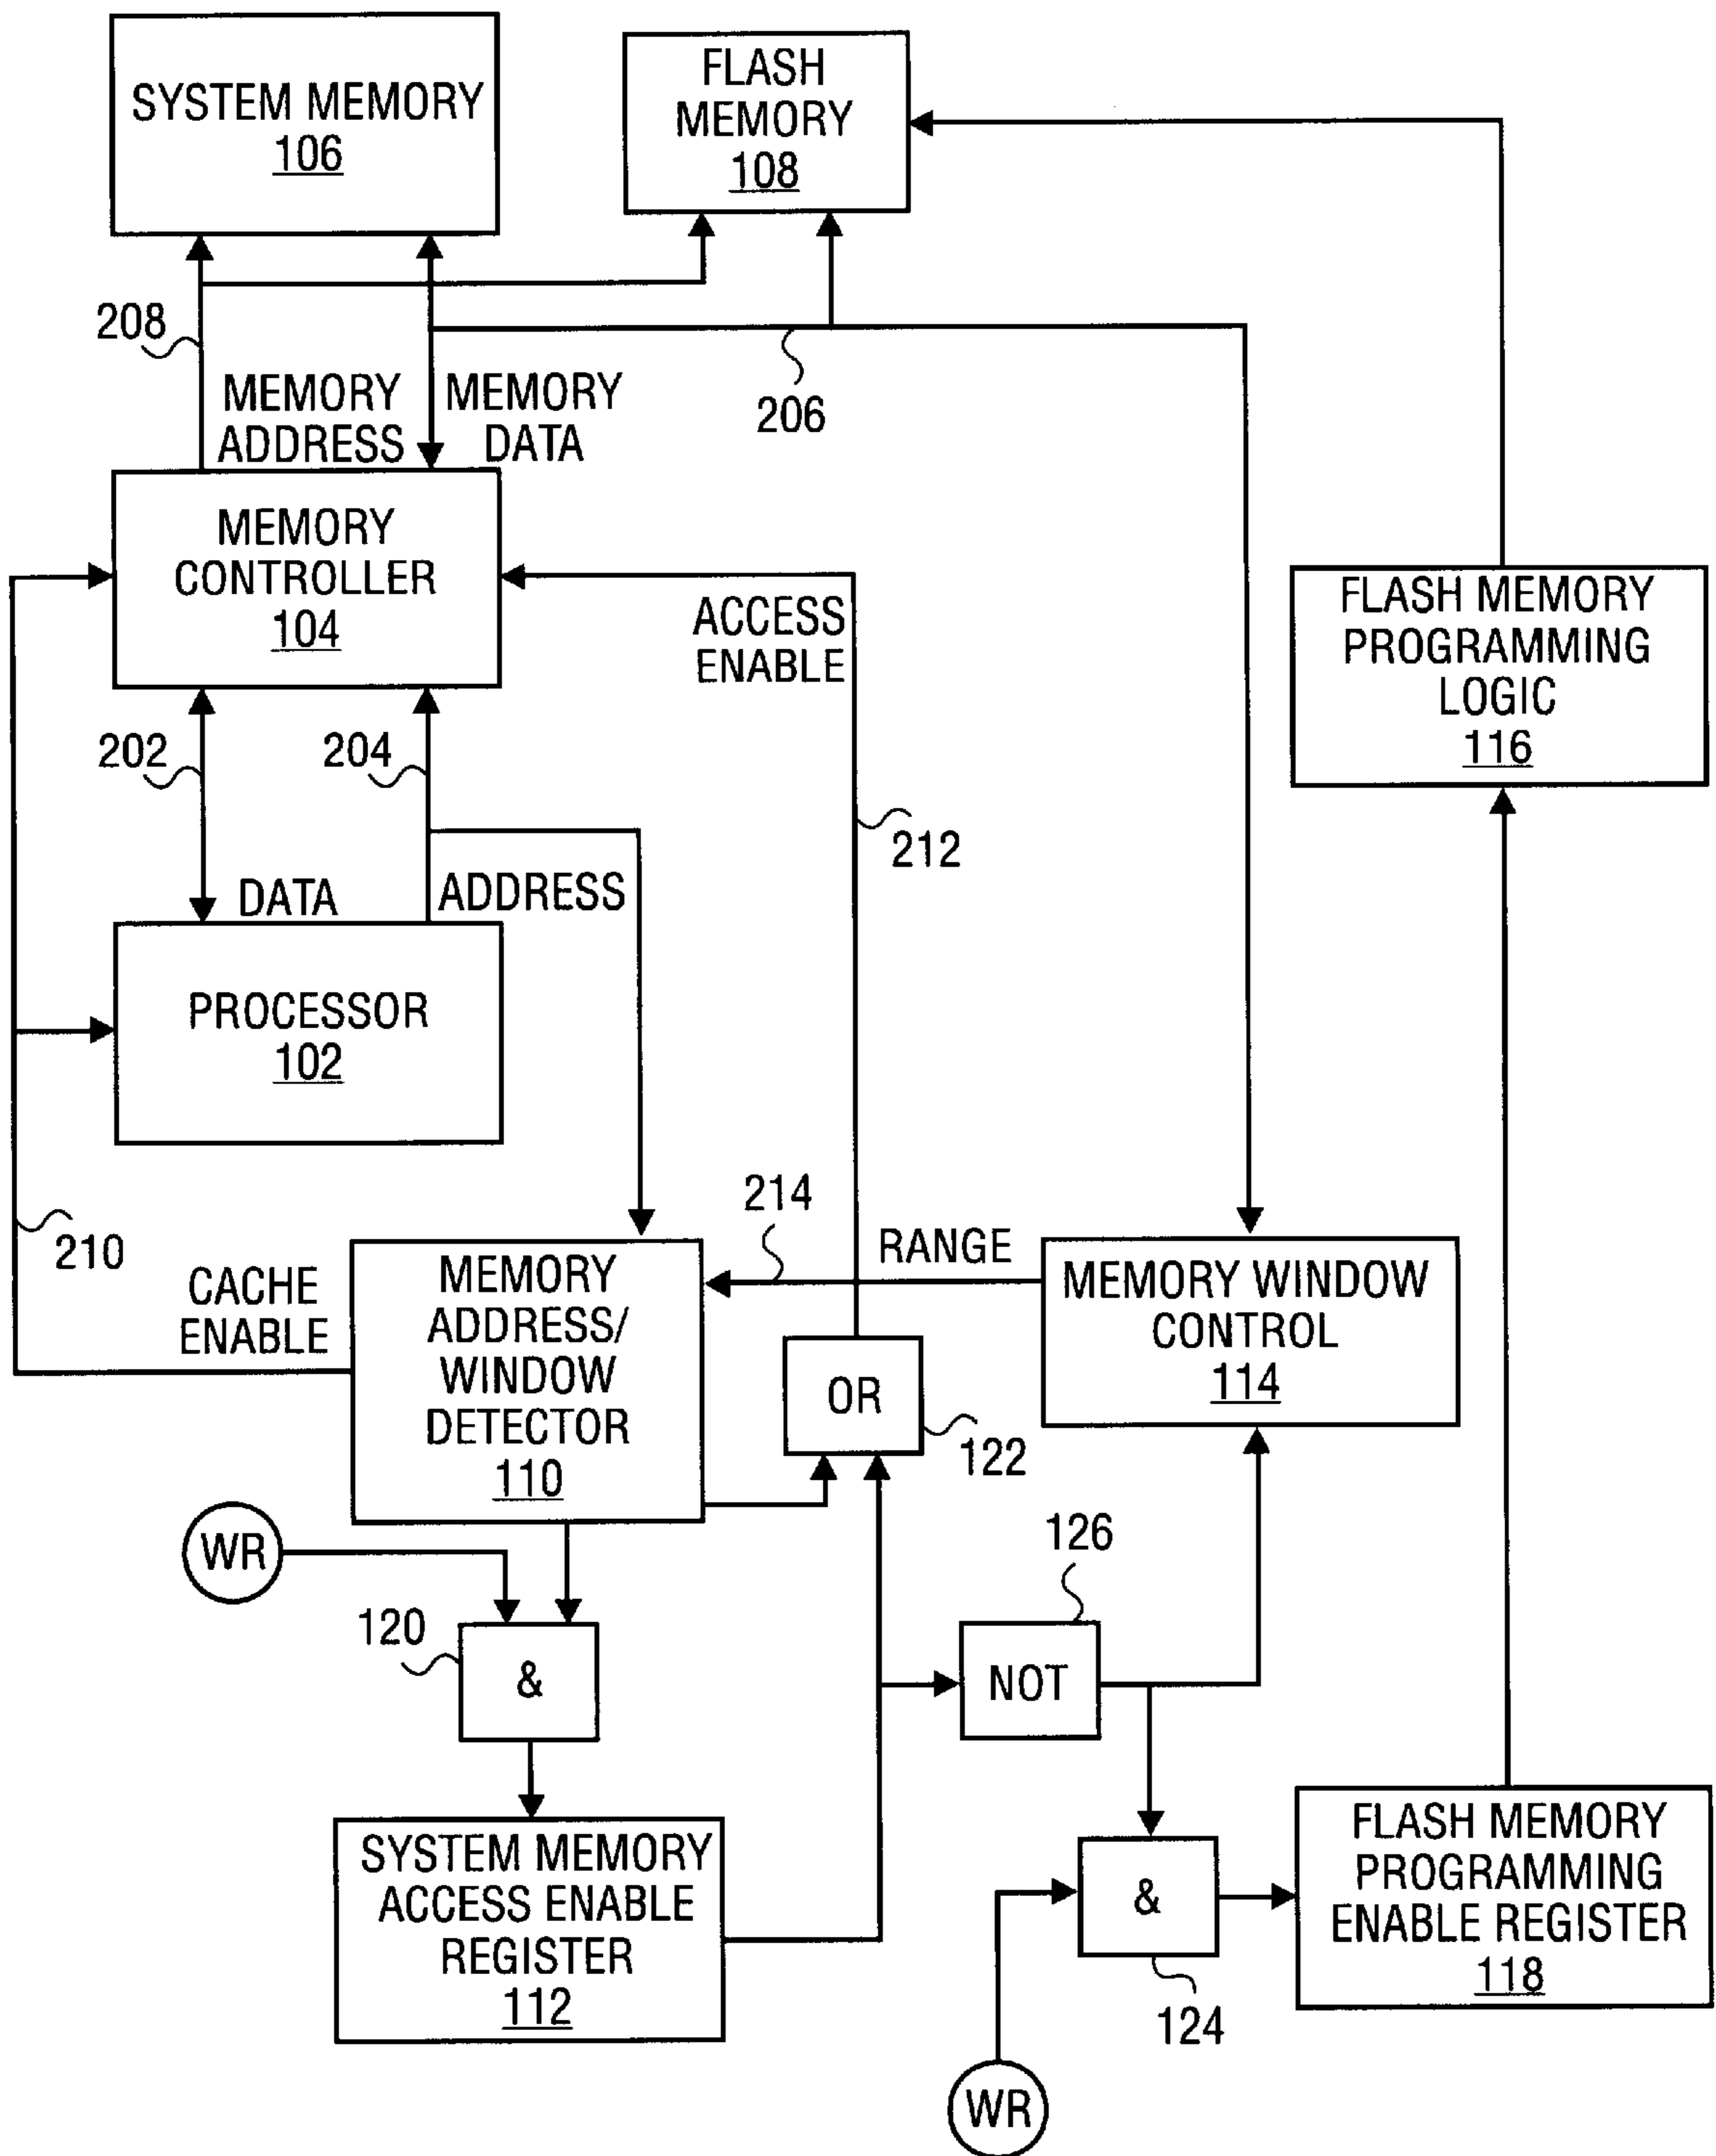 SYSTEM MEMORY
106
FLASH
MEMORY
108
208
MEMORY
ADDRESS
MEMORY
DATA
206
MEMORY
CONTROLLER
104
ACCESS
ENABLE
FLASH MEMORY
PROGRAMMING
LOGIC
116
202
204
212
DATA
ADDRESS
PROCESSOR
102
210
214
RANGE
CACHE
ENABLE
MEMORY
ADDRESS/
WINDOW
DETECTOR
110
MEMORY WINDOW
CONTROL
114
OR
122
WR
126
120
&
NOT
SYSTEM MEMORY
ACCESS ENABLE
REGISTER
112
&
124
FLASH MEMORY
PROGRAMMING
ENABLE REGISTER
118
WR